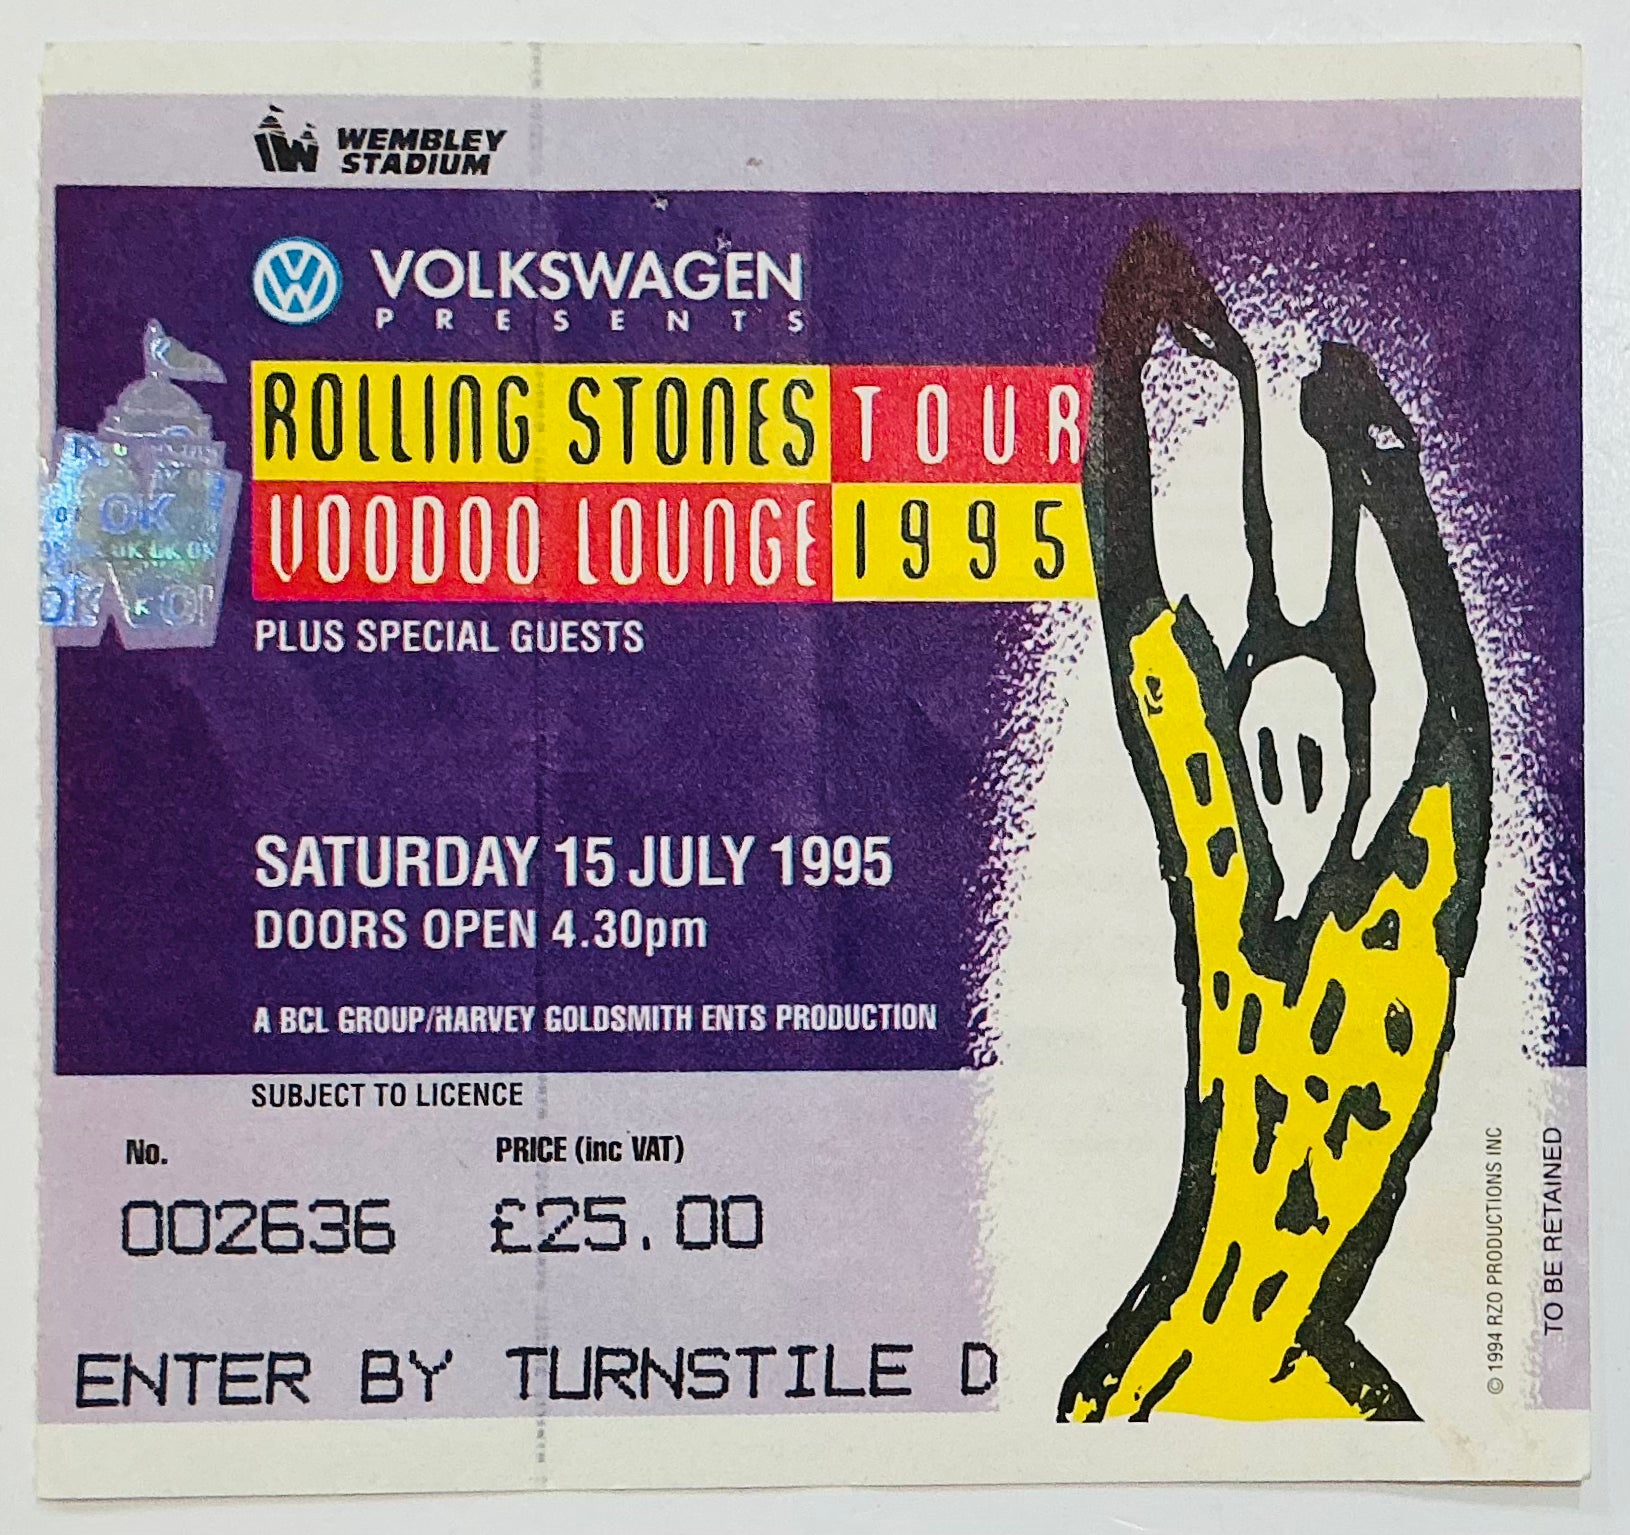 WEMBLEY
STADIUM
VOLKSWAGEN
PRESENTS
ROLLING STONES TOUR
VOODOO LOUNGE 1995
OK
PLUS SPECIAL GUESTS
SATURDAY 15 JULY 1995
DOORS OPEN 4.30pm
A BCL GROUP/HARVEY GOLDSMITH ENTS PRODUCTION
SUBJECT TO LICENCE
No. PRICE (inc VAT)
002636 £25.00
ENTER BY TURNSTILE D
© 1994 RZO PRODUCTIONS INC
TO BE RETAINED